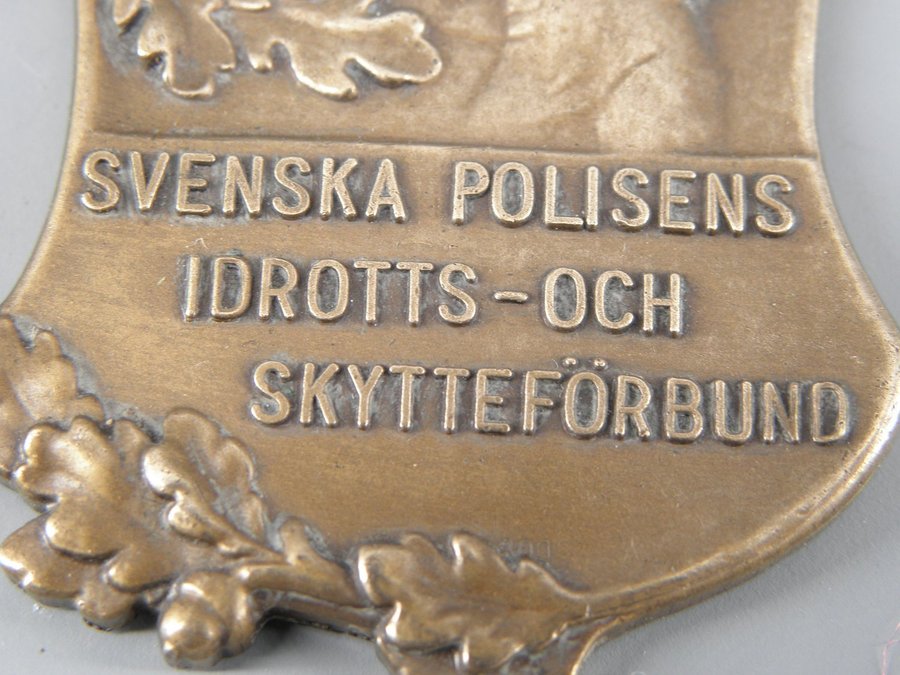 SVENSKA POLISENS
IDROTTS-OCH
SKYTTEFÖRBUND